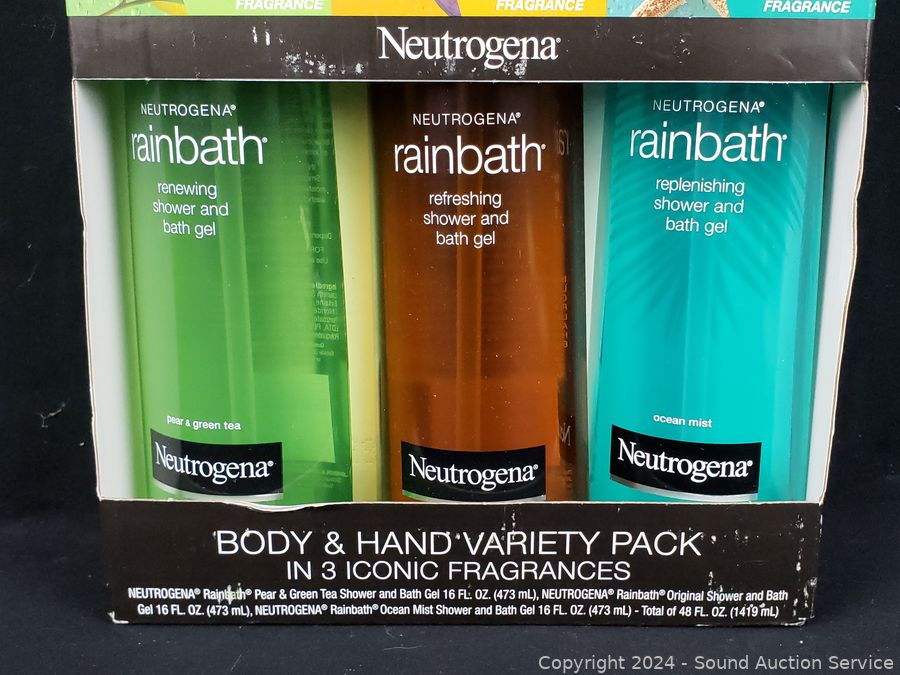 FRAGRANCE
FRAGRANCE
FRAGRANCE
Neutrogena®
NEUTROGENA®
rainbath®
renewing
shower and
bath gel
pear & green tea
Neutrogena®
NEUTROGENA®
rainbath®
refreshing
shower and
bath gel
Neutrogena®
NEUTROGENA®
rainbath®
replenishing
shower and
bath gel
ocean mist
Neutrogena®
BODY & HAND VARIETY PACK
IN 3 ICONIC FRAGRANCES
NEUTROGENA® Rainbath® Pear & Green Tea Shower and Bath Gel 16 FL. OZ. (473 mL), NEUTROGENA® Rainbath® Original Shower and Bath
Gel 16 FL. OZ. (473 mL), NEUTROGENA® Rainbath® Ocean Mist Shower and Bath Gel 16 FL. OZ. (473 mL) - Total of 48 FL. OZ. (1419 mL)
Copyright 2024 - Sound Auction Service